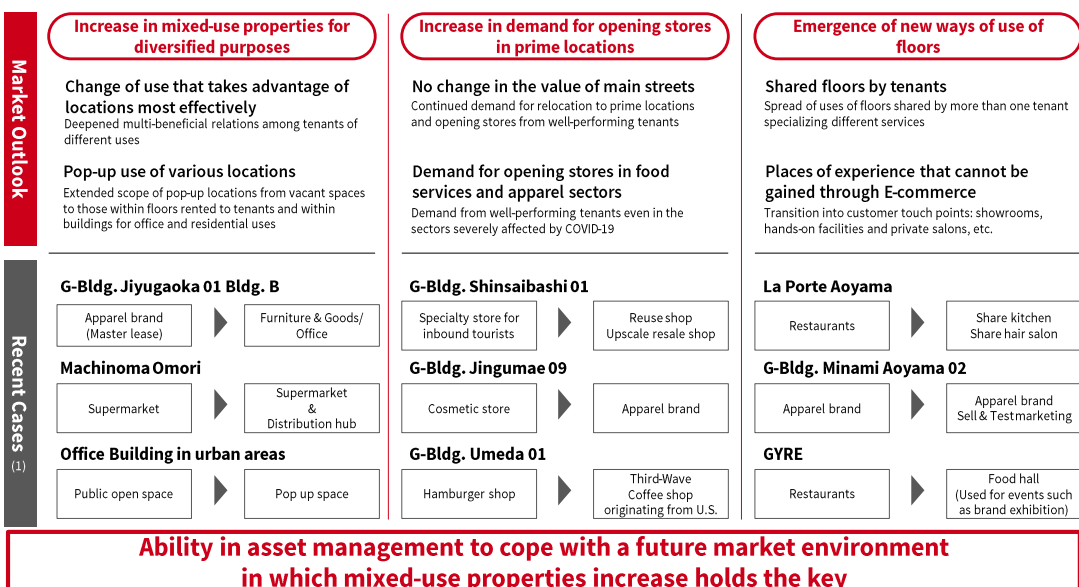 Market Outlook
Increase in mixed-use properties for
diversified purposes
Change of use that takes advantage of
locations most effectively
Deepened multi-beneficial relations among tenants of
different uses
Pop-up use of various locations
Extended scope of pop-up locations from vacant spaces
to those within floors rented to tenants and within
buildings for office and residential uses
Increase in demand for opening stores
in prime locations
No change in the value of main streets
Continued demand for relocation to prime locations
and opening stores from well-performing tenants
Demand for opening stores in food
services and apparel sectors
Demand from well-performing tenants even in the
sectors severely affected by COVID-19
Emergence of new ways of use of
floors
Shared floors by tenants
Spread of uses of floors shared by more than one tenant
specializing different services
Places of experience that cannot be
gained through E-commerce
Transition into customer touch points: showrooms,
hands-on facilities and private salons, etc.
Recent Cases
(1)
G-Bldg. Jiyugaoka 01 Bldg. B
Apparel brand
(Master lease)
Furniture & Goods/
Office
Machinoma Omori
Supermarket
Supermarket
&
Distribution hub
Office Building in urban areas
Public open space
Pop up space
G-Bldg. Shinsaibashi 01
Specialty store for
inbound tourists
Reuse shop
Upscale resale shop
G-Bldg. Jingumae 09
Cosmetic store
Apparel brand
G-Bldg. Umeda 01
Hamburger shop
Third-Wave
Coffee shop
originating from U.S.
La Porte Aoyama
Restaurants
Share kitchen
Share hair salon
G-Bldg. Minami Aoyama 02
Apparel brand
Apparel brand
Sell & Testmarketing
GYRE
Restaurants
Food hall
(Used for events such
as brand exhibition)
Ability in asset management to cope with a future market environment
in which mixed-use properties increase holds the key